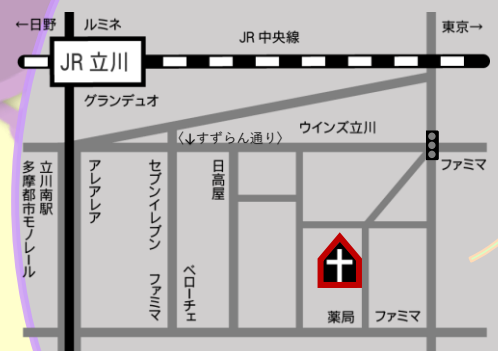 ←日野
ルミネ
JR 中央線
東京→
JR 立川
グランデュオ
ウインズ立川
〈↓すずらん通り〉
ファミマ
立川南駅
多摩都市モノレール
アレアレア
セブンイレブン
ファミマ
日高屋
ベローチェ
薬局
ファミマ